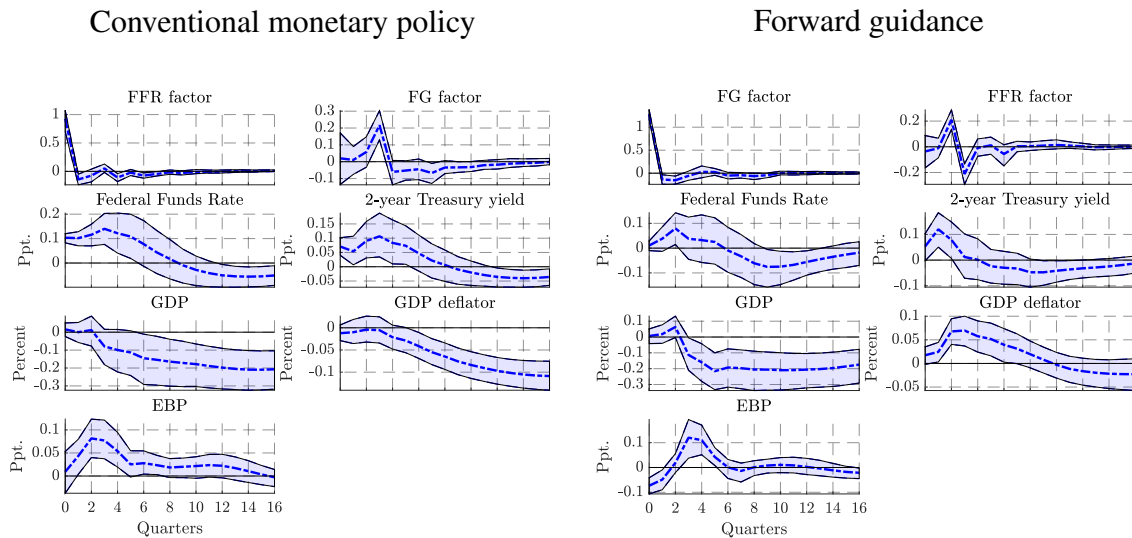 Conventional monetary policy
Forward guidance
FFR factor
1
0.5
0
FG factor
0.3
0.2
0.1
0
-0.1
Federal Funds Rate
Ppt.
0.2
0.1
0
2-year Treasury yield
Ppt.
0.15
0.1
0.05
0
-0.05
GDP
Percent
0
-0.1
-0.2
-0.3
GDP deflator
0
-0.05
-0.1
EBP
Ppt.
0.1
0.05
0
0 2 4 6 8 10 12 14 16
Quarters
FG factor
1
0.5
0
FFR factor
0.2
0
-0.2
Federal Funds Rate
Ppt.
0.1
0
-0.1
2-year Treasury yield
Ppt.
0.1
0
-0.1
GDP
Percent
0.1
0
-0.1
-0.2
-0.3
GDP deflator
Percent
0.1
0.05
0
-0.05
EBP
Ppt.
0.1
0
-0.1
0 2 4 6 8 10 12 14 16
Quarters